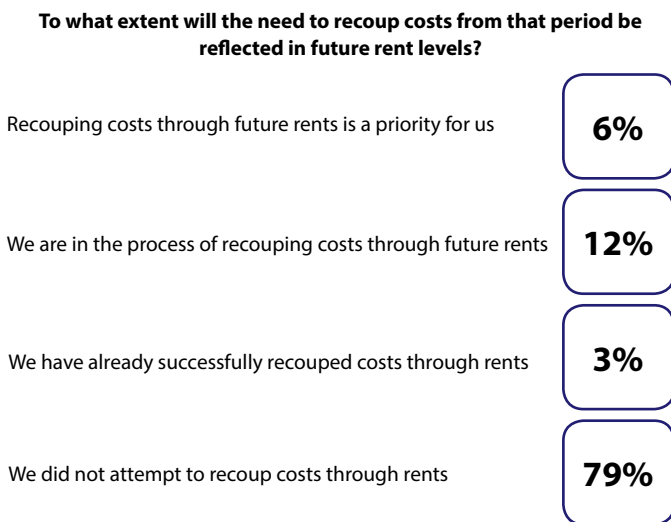 To what extent will the need to recoup costs from that period be
reflected in future rent levels?
Recouping costs through future rents is a priority for us
6%
We are in the process of recouping costs through future rents
12%
We have already successfully recouped costs through rents
3%
We did not attempt to recoup costs through rents
79%